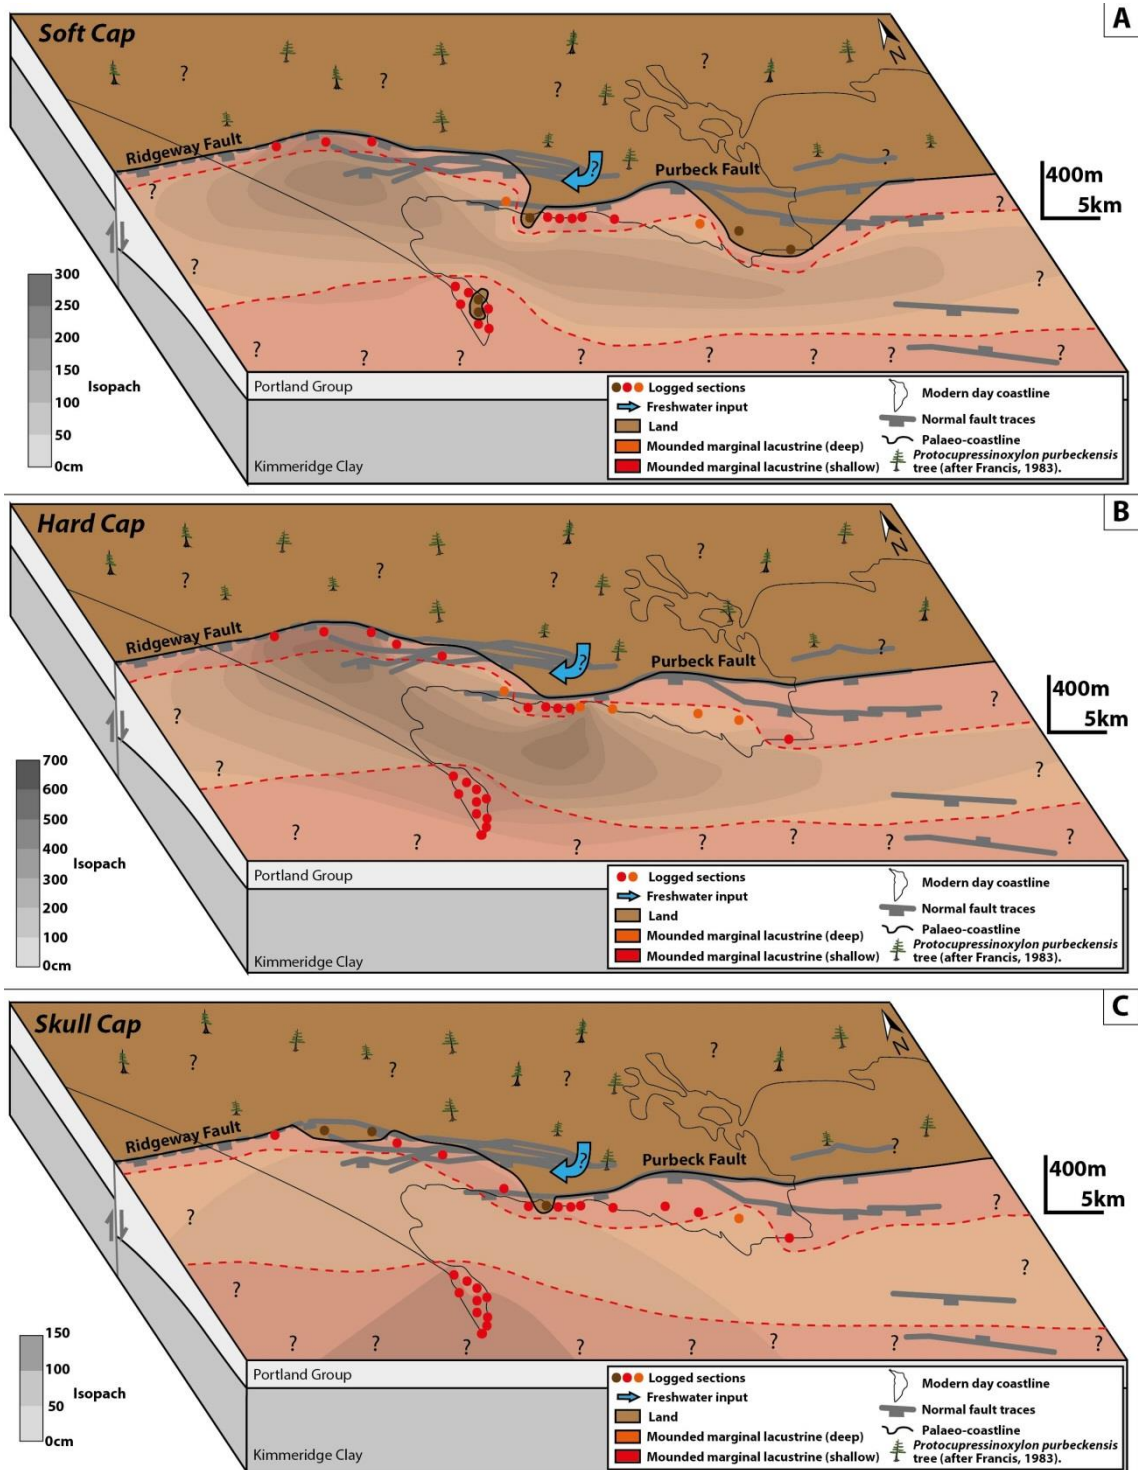 Soft Cap
A
N
?
?
?
?
?
Ridgeway Fault
Purbeck Fault
?
400m
5km
?
?
?
?
?
?
?
?
?
?
?
300
250
200
150
100
50
0cm
Isopach
Portland Group
Kimmeridge Clay
Logged sections
Freshwater input
Land
Mounded marginal lacustrine (deep)
Mounded marginal lacustrine (shallow)
Modern day coastline
Normal fault traces
Palaeo-coastline
Protocupressinoxylon purbeckensis
tree (after Francis, 1983).
Hard Cap
B
N
?
?
?
?
?
Ridgeway Fault
Purbeck Fault
?
400m
5km
?
?
?
?
?
?
?
?
?
?
?
700
600
500
400
300
200
100
0cm
Isopach
Portland Group
Kimmeridge Clay
Logged sections
Freshwater input
Land
Mounded marginal lacustrine (deep)
Mounded marginal lacustrine (shallow)
Modern day coastline
Normal fault traces
Palaeo-coastline
Protocupressinoxylon purbeckensis
tree (after Francis, 1983).
Skull Cap
C
N
?
?
?
?
?
Ridgeway Fault
Purbeck Fault
?
400m
5km
?
?
?
?
?
?
?
?
?
?
?
150
100
50
0cm
Isopach
Portland Group
Kimmeridge Clay
Logged sections
Freshwater input
Land
Mounded marginal lacustrine (deep)
Mounded marginal lacustrine (shallow)
Modern day coastline
Normal fault traces
Palaeo-coastline
Protocupressinoxylon purbeckensis
tree (after Francis, 1983).